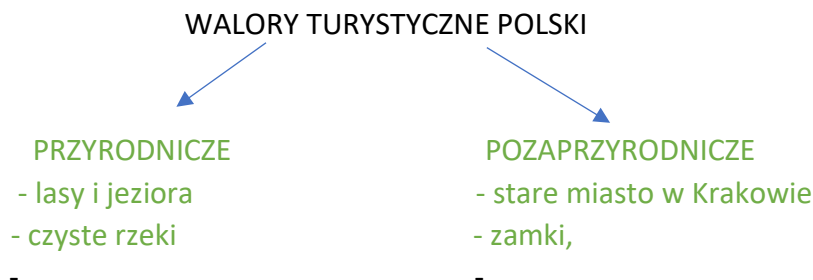 WALORY TURYSTYCZNE POLSKI
PRZYRODNICZE
- lasy i jeziora
- czyste rzeki
-
POZAPRZYRODNICZE
- stare miasto w Krakowie
- zamki,
-